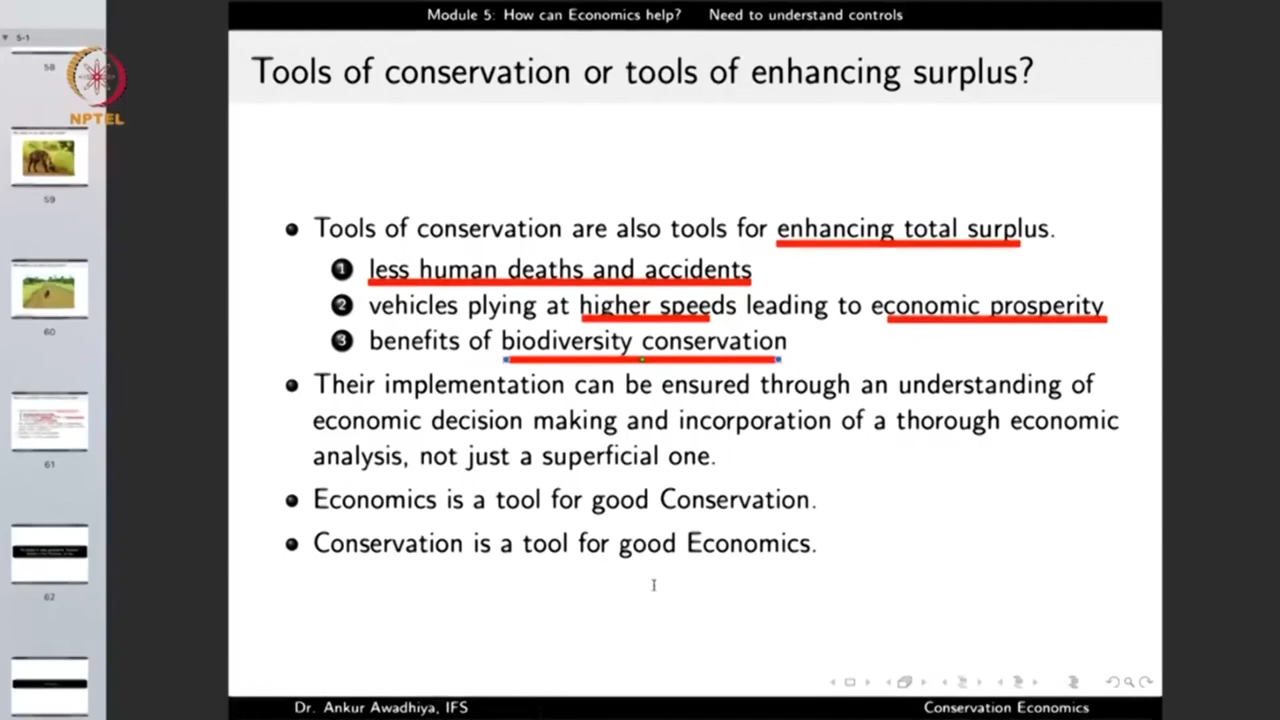 Module 5: How can Economics help? Need to understand controls
5-1
58
NPTEL
59
60
61
62
Tools of conservation or tools of enhancing surplus?
Tools of conservation are also tools for enhancing total surplus.
1 less human deaths and accidents
2 vehicles plying at higher speeds leading to economic prosperity
3 benefits of biodiversity conservation
Their implementation can be ensured through an understanding of
economic decision making and incorporation of a thorough economic
analysis, not just a superficial one.
Economics is a tool for good Conservation.
Conservation is a tool for good Economics.
Dr. Ankur Awadhiya, IFS Conservation Economics